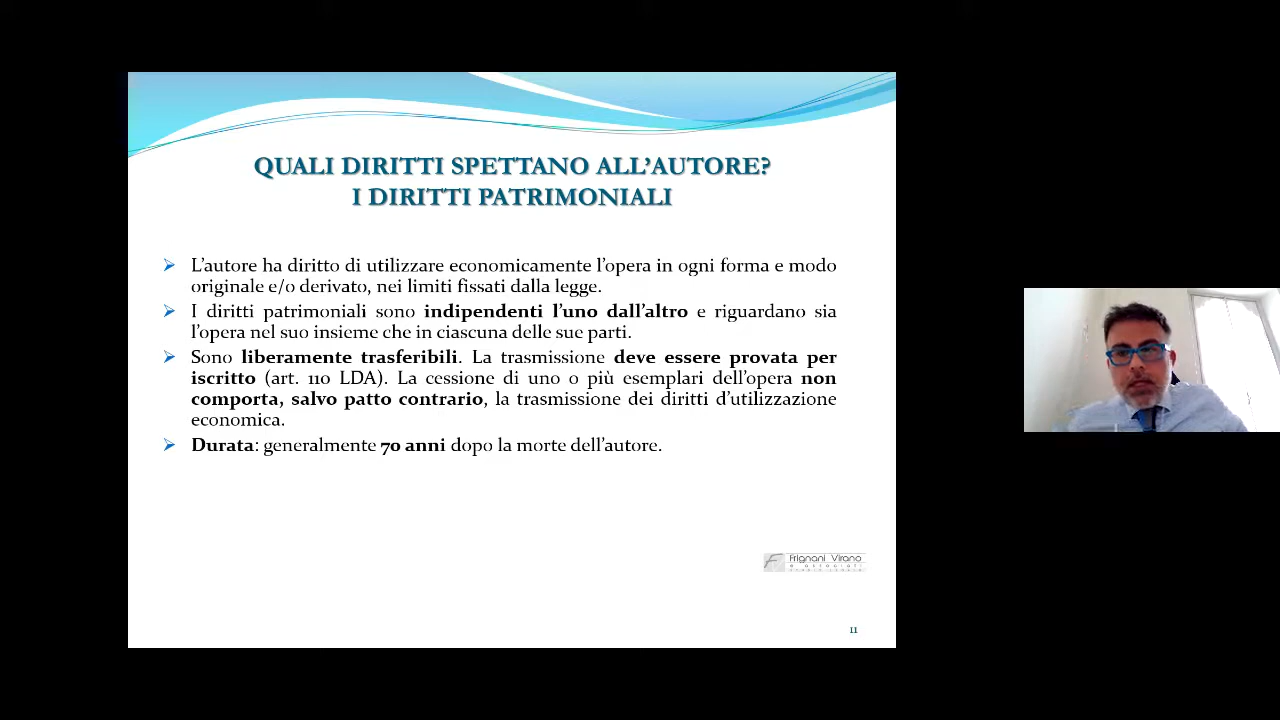 QUALI DIRITTI SPETTANO ALL'AUTORE?
I DIRITTI PATRIMONIALI
L'autore ha diritto di utilizzare economicamente l'opera in ogni forma e modo
originale e/o derivato, nei limiti fissati dalla legge.
I diritti patrimoniali sono indipendenti l'uno dall'altro e riguardano sia
l'opera nel suo insieme che in ciascuna delle sue parti.
Sono liberamente trasferibili. La trasmissione deve essere provata per
iscritto (art. 110 LDA). La cessione di uno o più esemplari dell'opera non
comporta, salvo patto contrario, la trasmissione dei diritti d'utilizzazione
economica.
Durata: generalmente 70 anni dopo la morte dell'autore.
Frignani Virano
e associati
11